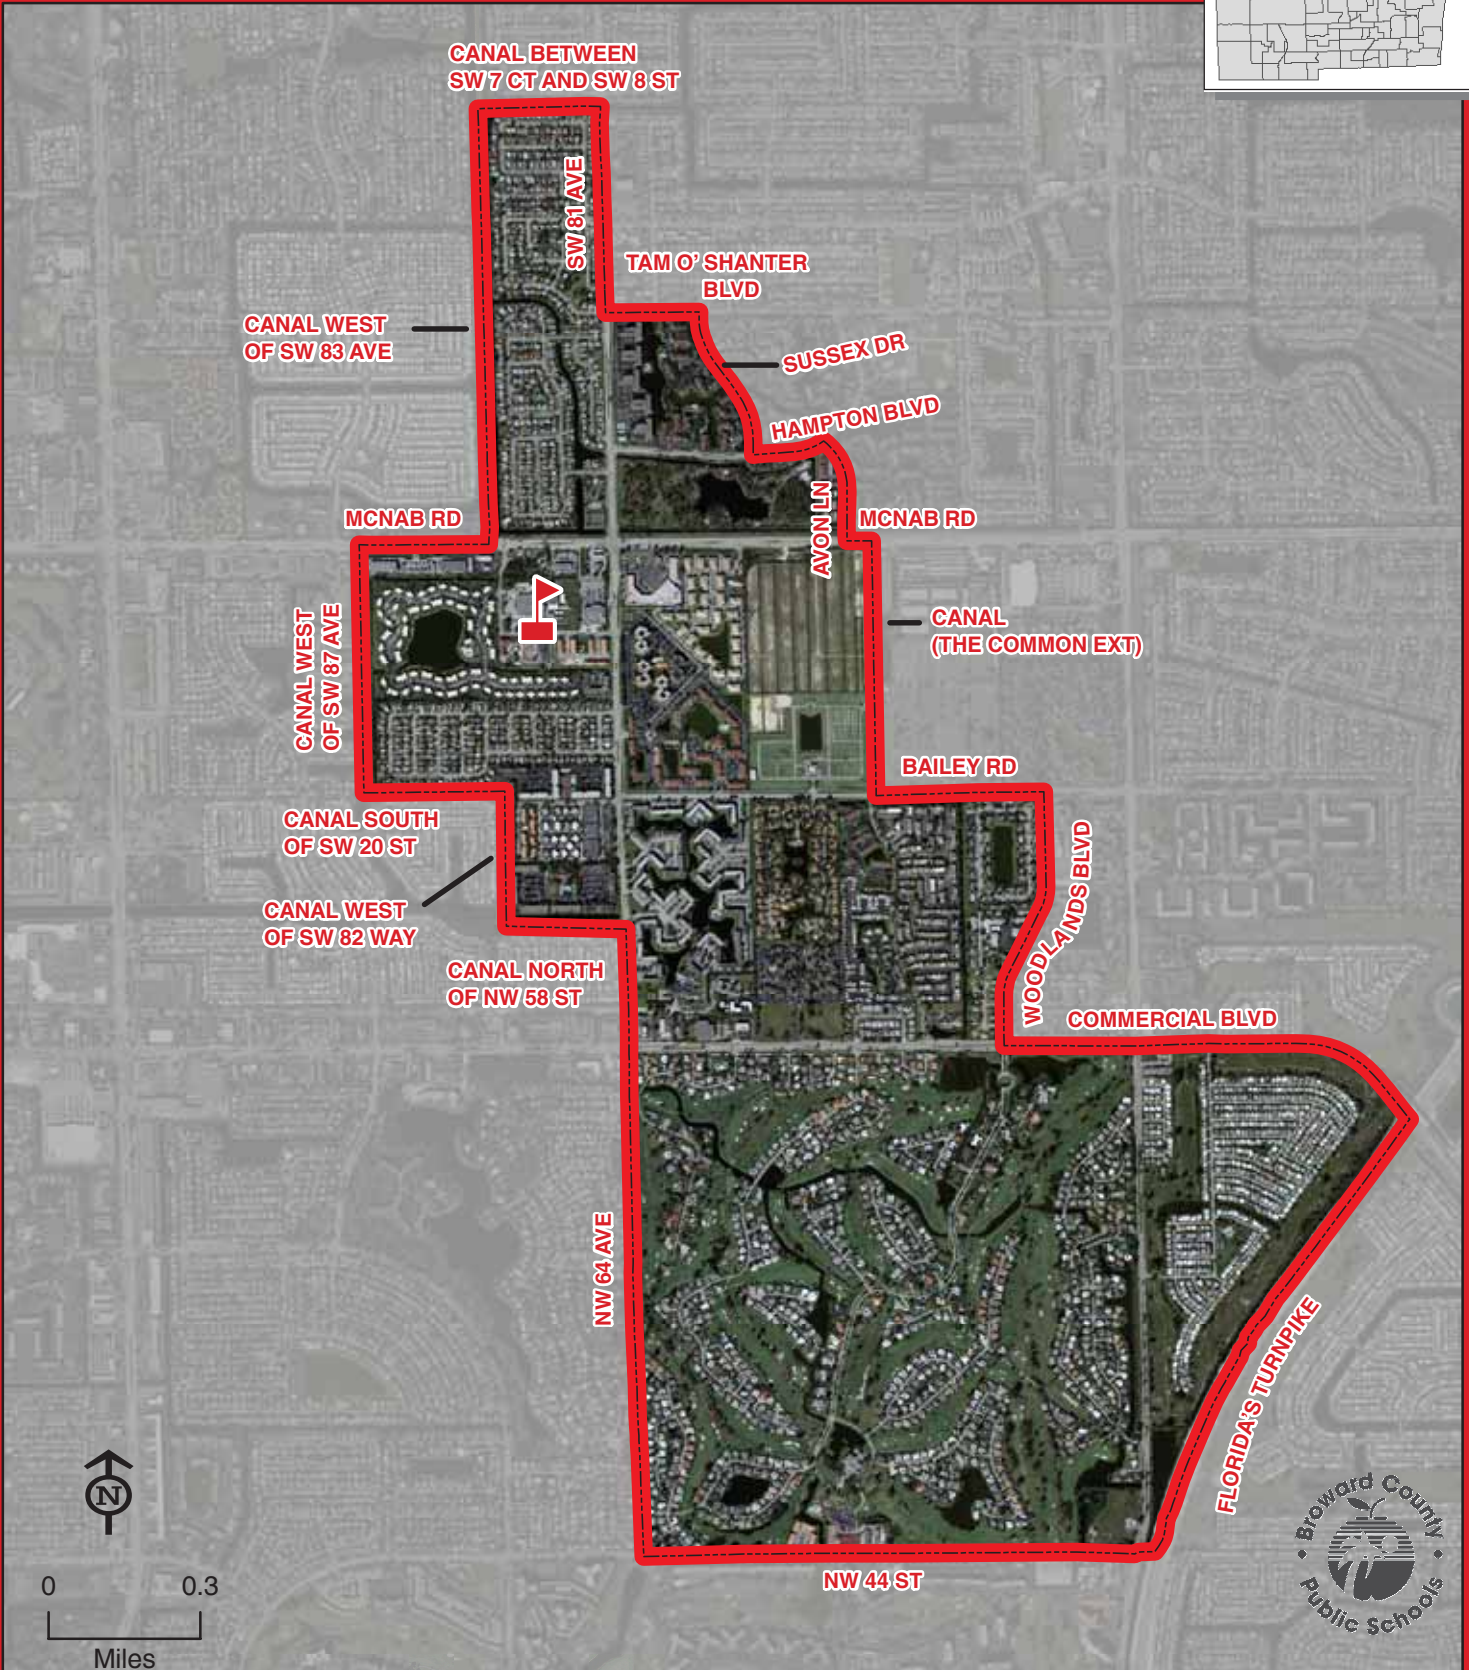 CANAL BETWEEN
SW 7 CT AND SW 8 ST
SW 81 AVE
TAM O' SHANTER
BLVD
CANAL WEST
OF SW 83 AVE
SUSSEX DR
HAMPTON BLVD
MCNAB RD
AVON LN
MCNAB RD
CANAL WEST
OF SW 87 AVE
CANAL
(THE COMMON EXT)
BAILEY RD
CANAL SOUTH
OF SW 20 ST
WOODLANDS BLVD
CANAL WEST
OF SW 82 WAY
CANAL NORTH
OF NW 58 ST
COMMERCIAL BLVD
NW 64 AVE
FLORIDA'S TURNPIKE
N
Broward County
Public Schools
NW 44 ST
0 0.3
Miles